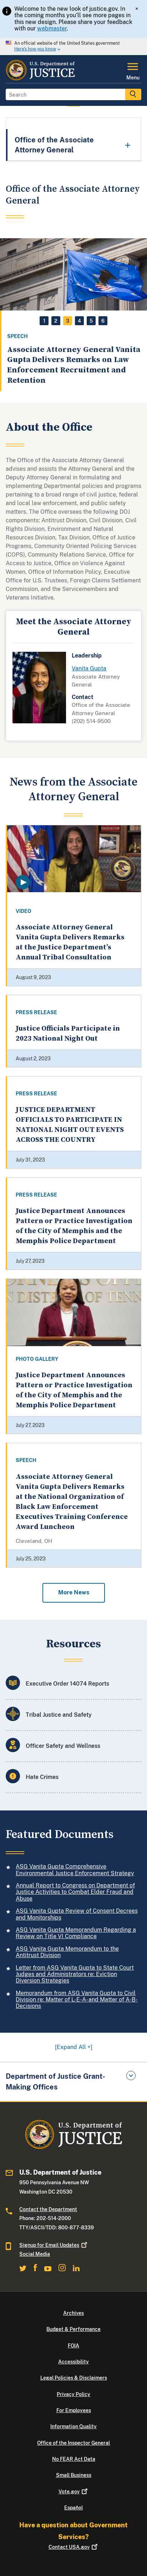 Welcome to the new look of justice.gov. In
the coming months you'll see more pages in
this new design. Please share your feedback
with our webmaster.
×
An official website of the United States government
Here's how you know
U.S. Department of
JUSTICE
Menu
Search
Office of the Associate
Attorney General
+
Office of the Associate Attorney
General
1 2 3 4 5 6
SPEECH
Associate Attorney General Vanita
Gupta Delivers Remarks on Law
Enforcement Recruitment and
Retention
About the Office
The Office of the Associate Attorney General
advises and assists the Attorney General and the
Deputy Attorney General in formulating and
implementing Departmental policies and programs
pertaining to a broad range of civil justice, federal
and local law enforcement, and public safety
matters. The Office oversees the following DOJ
components: Antitrust Division, Civil Division, Civil
Rights Division, Environment and Natural
Resources Division, Tax Division, Office of Justice
Programs, Community Oriented Policing Services
(COPS), Community Relations Service, Office for
Access to Justice, Office on Violence Against
Women, Office of Information Policy, Executive
Office for U.S. Trustees, Foreign Claims Settlement
Commission, and the Servicemembers and
Veterans Initiative.
Meet the Associate Attorney
General
Leadership
Vanita Gupta
Associate Attorney
General
Contact
Office of the Associate
Attorney General
(202) 514-9500
News from the Associate
Attorney General
VIDEO
Associate Attorney General
Vanita Gupta Delivers Remarks
at the Justice Department's
Annual Tribal Consultation
August 9, 2023
PRESS RELEASE
Justice Officials Participate in
2023 National Night Out
August 2, 2023
PRESS RELEASE
JUSTICE DEPARTMENT
OFFICIALS TO PARTICIPATE IN
NATIONAL NIGHT OUT EVENTS
ACROSS THE COUNTRY
July 31, 2023
PRESS RELEASE
Justice Department Announces
Pattern or Practice Investigation
of the City of Memphis and the
Memphis Police Department
July 27, 2023
PHOTO GALLERY
Justice Department Announces
Pattern or Practice Investigation
of the City of Memphis and the
Memphis Police Department
July 27, 2023
SPEECH
Associate Attorney General
Vanita Gupta Delivers Remarks
at the National Organization of
Black Law Enforcement
Executives Training Conference
Award Luncheon
Cleveland, OH
July 25, 2023
More News
Resources
Executive Order 14074 Reports
Tribal Justice and Safety
Officer Safety and Wellness
Hate Crimes
Featured Documents
ASG Vanita Gupta Comprehensive
Environmental Justice Enforcement Strategy
Annual Report to Congress on Department of
Justice Activities to Combat Elder Fraud and
Abuse
ASG Vanita Gupta Review of Consent Decrees
and Monitorships
ASG Vanita Gupta Memorandum Regarding a
Review on Title VI Compliance
ASG Vanita Gupta Memorandum to the
Antitrust Division
Letter from ASG Vanita Gupta to State Court
Judges and Administrators re: Eviction
Diversion Strategies
Memorandum from ASG Vanita Gupta to Civil
Division re: Matter of L-E-A- and Matter of A-B-
Decisions
[Expand All +]
Department of Justice Grant-
Making Offices
U.S. Department of
JUSTICE
U.S. Department of Justice
950 Pennsylvania Avenue NW
Washington DC 20530
Contact the Department
Phone: 202-514-2000
TTY/ASCII/TDD: 800-877-8339
Signup for Email Updates
Social Media
Archives
Budget & Performance
FOIA
Accessibility
Legal Policies & Disclaimers
Privacy Policy
For Employees
Information Quality
Office of the Inspector General
No FEAR Act Data
Small Business
Vote.gov
Español
Have a question about Government
Services?
Contact USA.gov